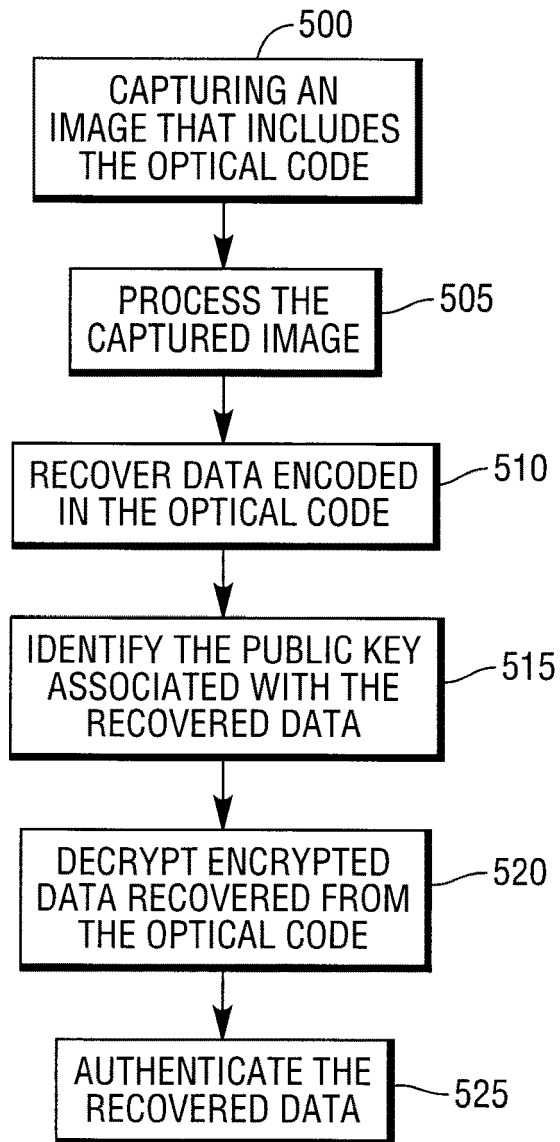 500
CAPTURING AN
IMAGE THAT INCLUDES
THE OPTICAL CODE
PROCESS THE
CAPTURED IMAGE
505
RECOVER DATA ENCODED
IN THE OPTICAL CODE
510
IDENTIFY THE PUBLIC KEY
ASSOCIATED WITH THE
RECOVERED DATA
515
DECRYPT ENCRYPTED
DATA RECOVERED FROM
THE OPTICAL CODE
520
AUTHENTICATE THE
RECOVERED DATA
525